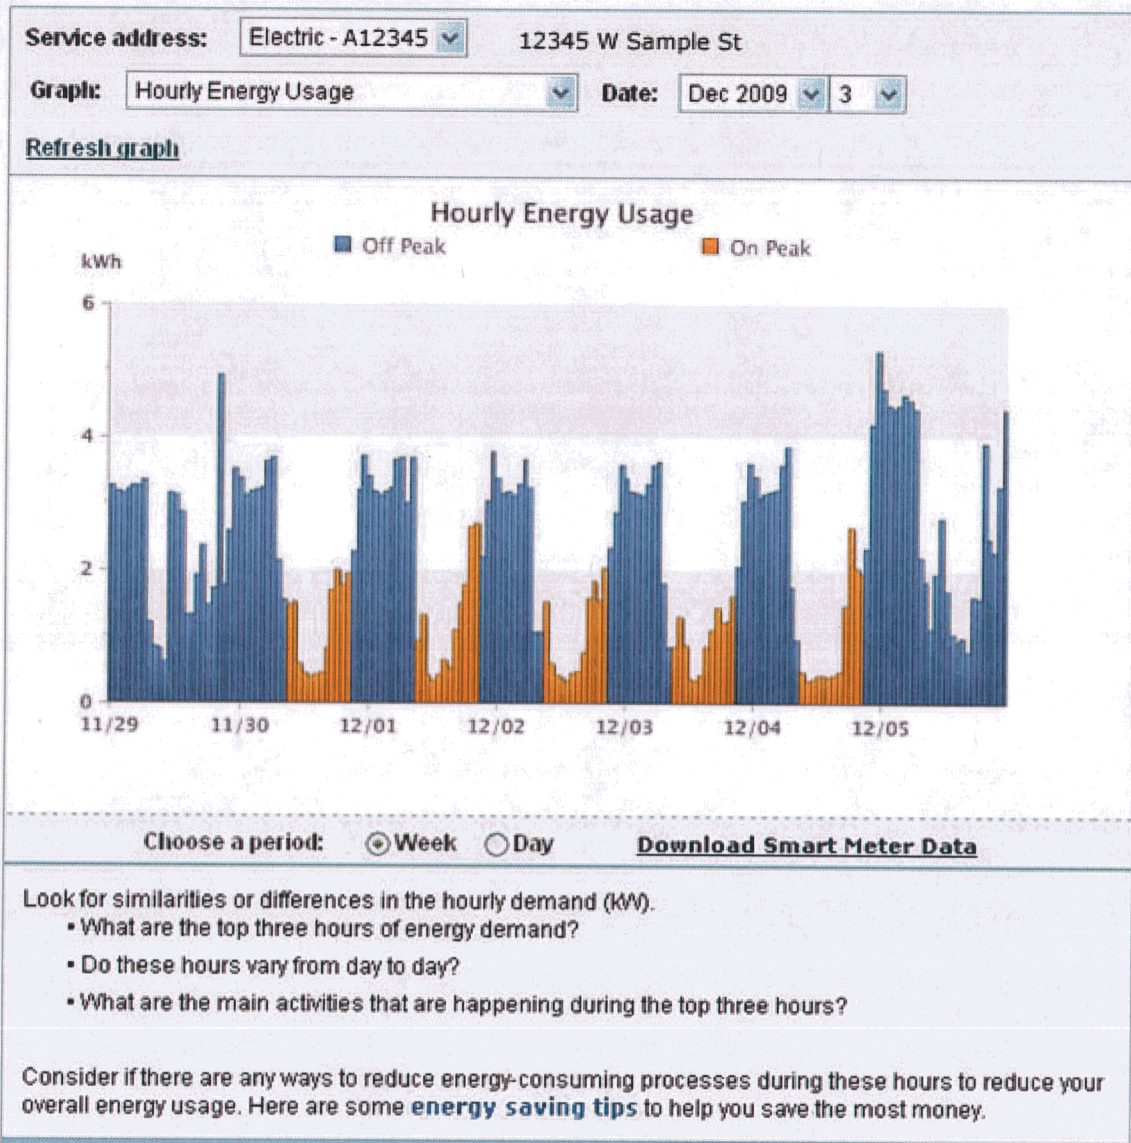 Service address: Electric - A12345 12345 W Sample St
Graph: Hourly Energy Usage Date: Dec 2009 3
Refresh graph
Hourly Energy Usage
Off Peak On Peak
kWh
6
4
2
0
11/29 11/30 12/01 12/02 12/03 12/04 12/05
Choose a period: Week Day Download Smart Meter Data
Look for similarities or differences in the hourly demand (kW).
• What are the top three hours of energy demand?
• Do these hours vary from day to day?
• What are the main activities that are happening during the top three hours?
Consider if there are any ways to reduce energy-consuming processes during these hours to reduce your
overall energy usage. Here are some energy saving tips to help you save the most money.